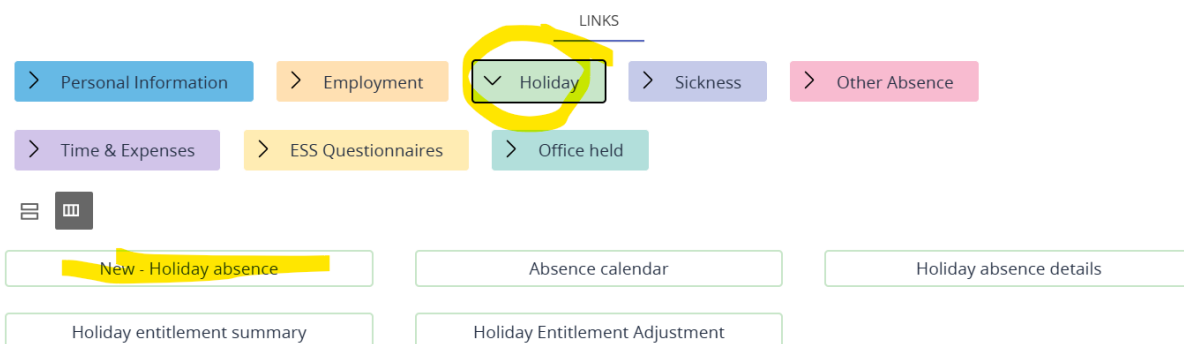 LINKS
Personal Information Employment Holiday Sickness Other Absence
Time & Expenses ESS Questionnaires Office held
New - Holiday absence Absence calendar Holiday absence details
Holiday entitlement summary Holiday Entitlement Adjustment